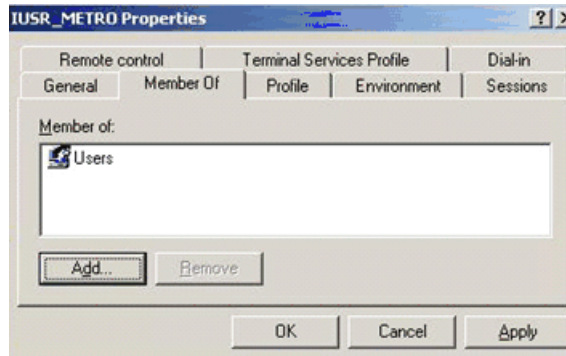 IUSR_METRO Properties
Remote control Terminal Services Profile Dial-in
General Member Of Profile Environment Sessions
Member of:
Users
Add... Remove
OK Cancel Apply